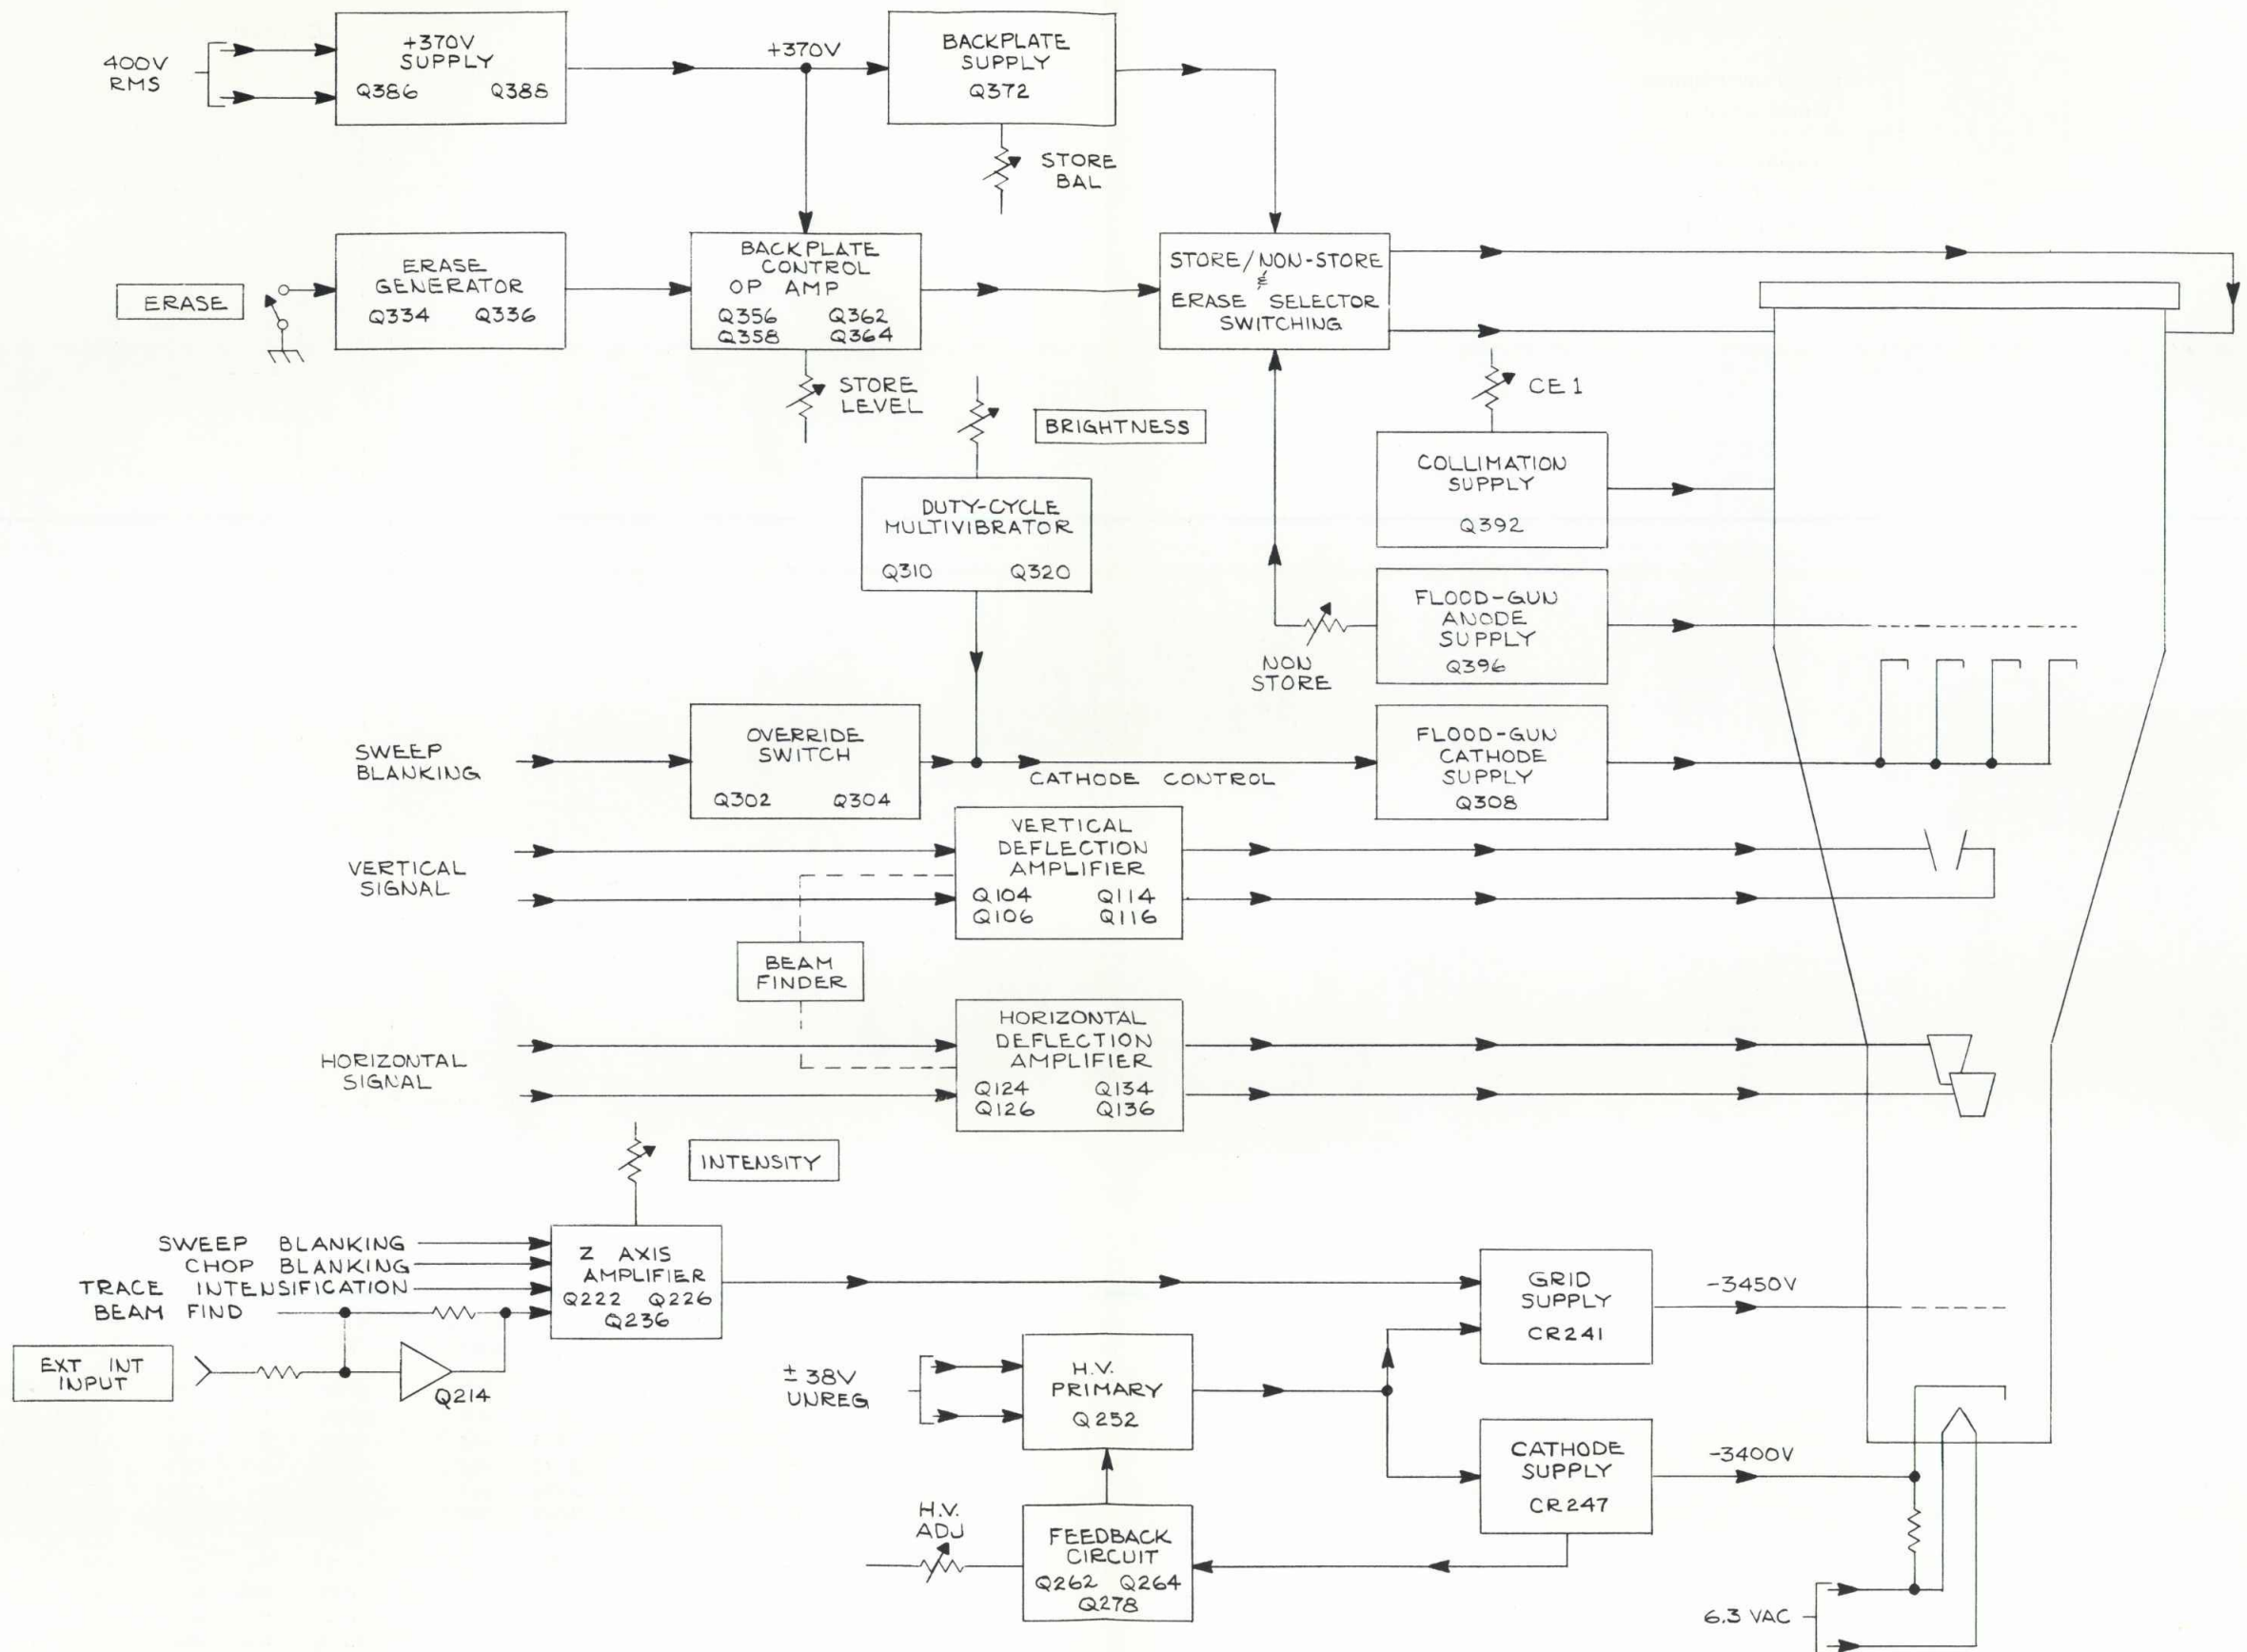 400V
RMS
+370V
SUPPLY
Q386 Q388
+370V
BACKPLATE
SUPPLY
Q372
STORE
BAL
ERASE
ERASE
GENERATOR
Q334 Q336
BACKPLATE
CONTROL
OP AMP
Q356 Q362
Q358 Q364
STORE
LEVEL
STORE/NON-STORE
&
ERASE SELECTOR
SWITCHING
BRIGHTNESS
CE1
COLLIMATION
SUPPLY
Q392
DUTY-CYCLE
MULTIVIBRATOR
Q310 Q320
FLOOD-GUN
ANODE
SUPPLY
Q396
NON
STORE
SWEEP
BLANKING
OVERRIDE
SWITCH
Q302 Q304
CATHODE CONTROL
FLOOD-GUN
CATHODE
SUPPLY
Q308
VERTICAL
SIGNAL
VERTICAL
DEFLECTION
AMPLIFIER
Q104 Q114
Q106 Q116
BEAM
FINDER
HORIZONTAL
SIGNAL
HORIZONTAL
DEFLECTION
AMPLIFIER
Q124 Q134
Q126 Q136
INTENSITY
SWEEP BLANKING
CHOP BLANKING
TRACE INTENSIFICATION
BEAM FIND
EXT INT
INPUT
Q214
Z AXIS
AMPLIFIER
Q222 Q226
Q236
GRID
SUPPLY
CR241
-3450V
±38V
UNREG
H.V.
PRIMARY
Q252
CATHODE
SUPPLY
CR247
-3400V
H.V.
ADJ
FEEDBACK
CIRCUIT
Q262 Q264
Q278
6.3 VAC